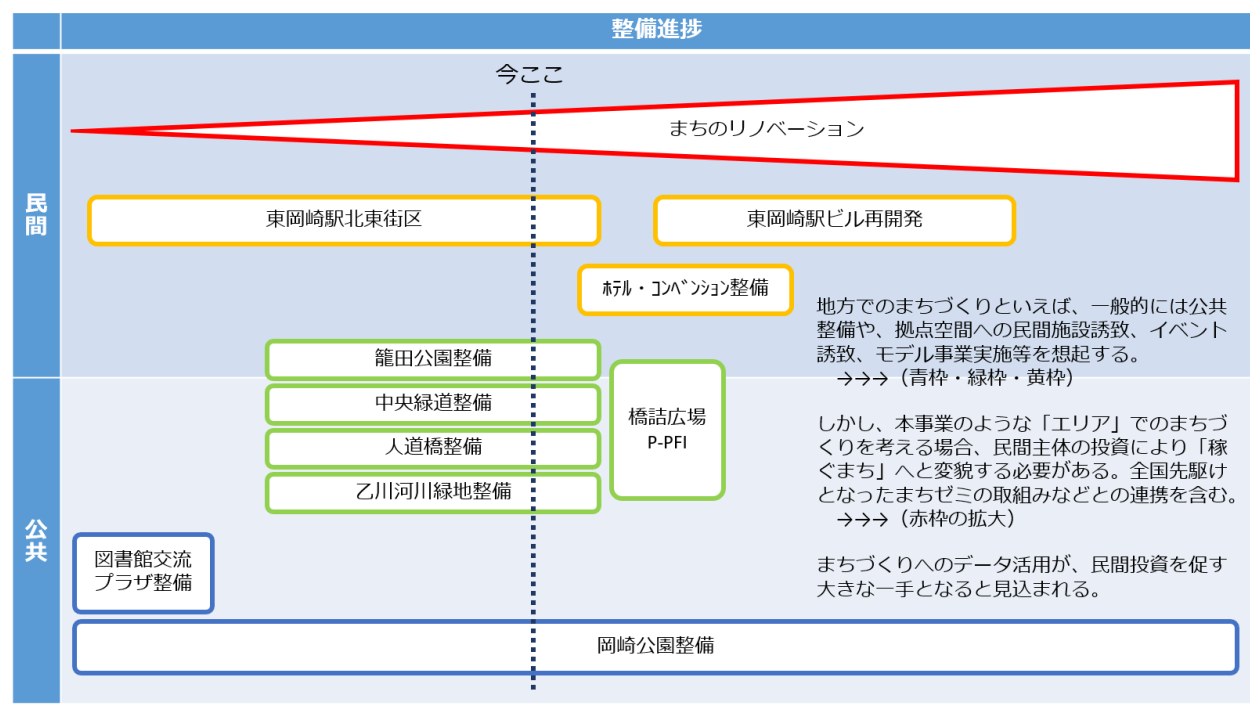 整備進捗
今ここ
まちのリノベーション
民間
東岡崎駅北東街区
東岡崎駅ビル再開発
ﾎﾃﾙ・ｺﾝﾍﾞﾝｼｮﾝ整備
籠田公園整備
中央緑道整備
人道橋整備
乙川河川緑地整備
橋詰広場
P-PFI
地方でのまちづくりといえば、一般的には公共
整備や、拠点空間への民間施設誘致、イベント
誘致、モデル事業実施等を想起する。
→→→（青枠・緑枠・黄枠）
しかし、本事業のような「エリア」でのまちづ
くりを考える場合、民間主体の投資により「稼
ぐまち」へと変貌する必要がある。全国先駆け
となったまちゼミの取組みなどとの連携を含む。
→→→（赤枠の拡大）
まちづくりへのデータ活用が、民間投資を促す
大きな一手となると見込まれる。
公共
図書館交流
プラザ整備
岡崎公園整備